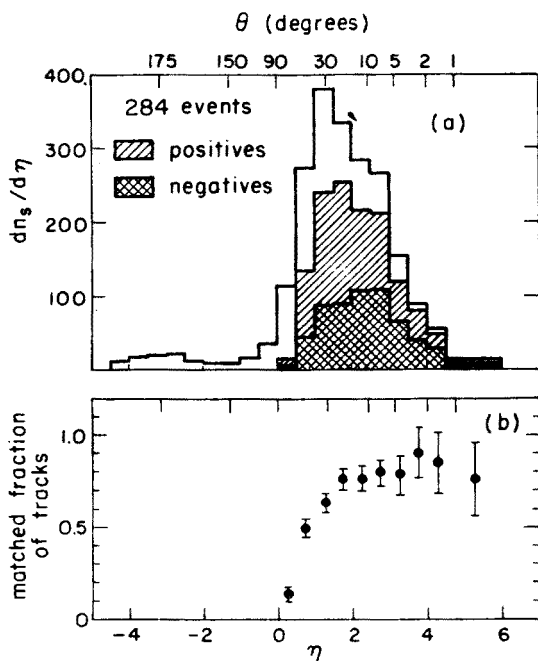 θ (degrees)
175 150 90 30 10 5 2 1
400
300
200
100
dn_s/dη
284 events
(a)
positives
negatives
1.0
0.5
0
matched fraction
of tracks
(b)
-4 -2 0 2 4 6
η